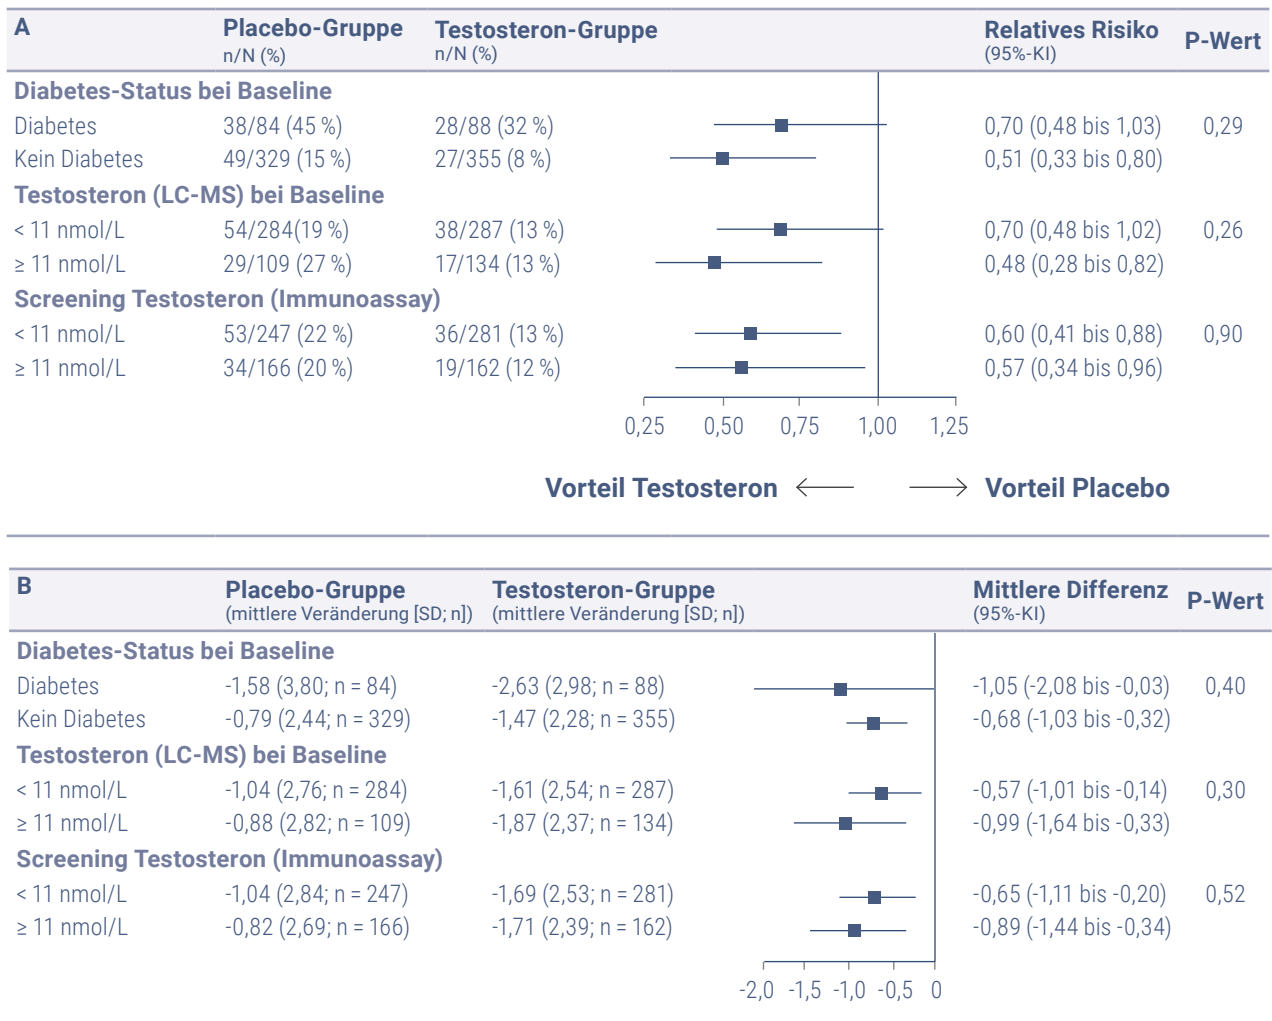 A Placebo-Gruppe Testosteron-Gruppe Relatives Risiko P-Wert
n/N (%) n/N (%) (95%-KI)
Diabetes-Status bei Baseline
Diabetes 38/84 (45 %) 28/88 (32 %) 0,70 (0,48 bis 1,03) 0,29
Kein Diabetes 49/329 (15 %) 27/355 (8 %) 0,51 (0,33 bis 0,80)
Testosteron (LC-MS) bei Baseline
< 11 nmol/L 54/284(19 %) 38/287 (13 %) 0,70 (0,48 bis 1,02) 0,26
≥ 11 nmol/L 29/109 (27 %) 17/134 (13 %) 0,48 (0,28 bis 0,82)
Screening Testosteron (Immunoassay)
< 11 nmol/L 53/247 (22 %) 36/281 (13 %) 0,60 (0,41 bis 0,88) 0,90
≥ 11 nmol/L 34/166 (20 %) 19/162 (12 %) 0,57 (0,34 bis 0,96)
0,25 0,50 0,75 1,00 1,25
Vorteil Testosteron Vorteil Placebo
B Placebo-Gruppe Testosteron-Gruppe Mittlere Differenz P-Wert
(mittlere Veränderung [SD; n]) (mittlere Veränderung [SD; n]) (95%-KI)
Diabetes-Status bei Baseline
Diabetes -1,58 (3,80; n = 84) -2,63 (2,98; n = 88) -1,05 (-2,08 bis -0,03) 0,40
Kein Diabetes -0,79 (2,44; n = 329) -1,47 (2,28; n = 355) -0,68 (-1,03 bis -0,32)
Testosteron (LC-MS) bei Baseline
< 11 nmol/L -1,04 (2,76; n = 284) -1,61 (2,54; n = 287) -0,57 (-1,01 bis -0,14) 0,30
≥ 11 nmol/L -0,88 (2,82; n = 109) -1,87 (2,37; n = 134) -0,99 (-1,64 bis -0,33)
Screening Testosteron (Immunoassay)
< 11 nmol/L -1,04 (2,84; n = 247) -1,69 (2,53; n = 281) -0,65 (-1,11 bis -0,20) 0,52
≥ 11 nmol/L -0,82 (2,69; n = 166) -1,71 (2,39; n = 162) -0,89 (-1,44 bis -0,34)
-2,0 -1,5 -1,0 -0,5 0